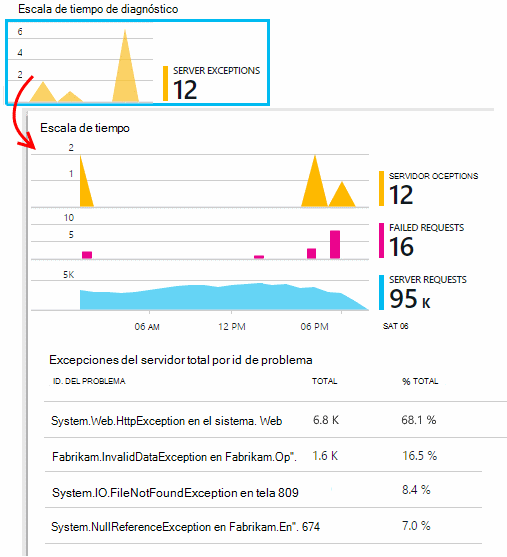 Escala de tiempo de diagnóstico
6
4
2
SERVER EXCEPTIONS
12
Escala de tiempo
2
1
SERVIDOR OCEPTIONS
12
10
5
FAILED REQUESTS
16
5K
SERVER REQUESTS
95 K
06 AM 12 PM 06 PM SAT 06
Excepciones del servidor total por id de problema
ID. DEL PROBLEMA TOTAL % TOTAL
System.Web.HttpException en el sistema. Web 6.8 K 68.1 %
Fabrikam.InvalidDataException en Fabrikam.Op". 1.6 K 16.5 %
System.IO.FileNotFoundException en tela 809 8.4 %
System.NullReferenceException en Fabrikam.En". 674 7.0 %